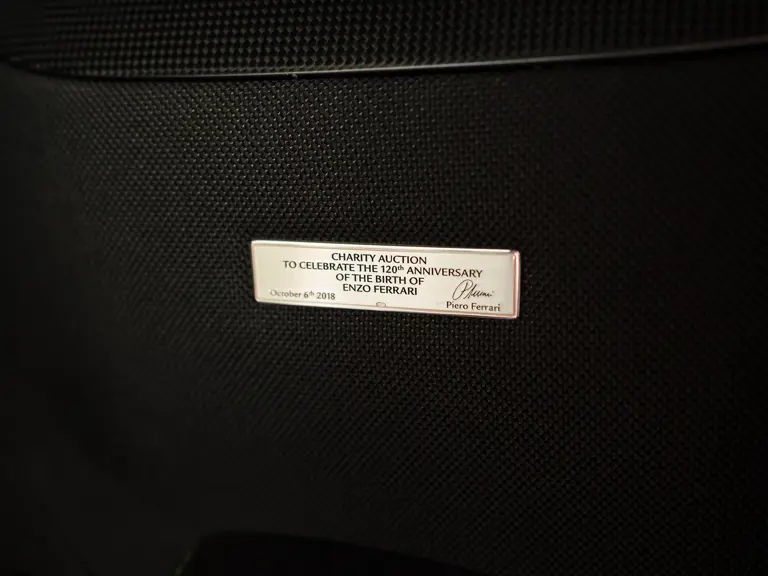 CHARITY AUCTION
TO CELEBRATE THE 120th ANNIVERSARY
OF THE BIRTH OF
ENZO FERRARI
October 6th 2018
Piero Ferrari